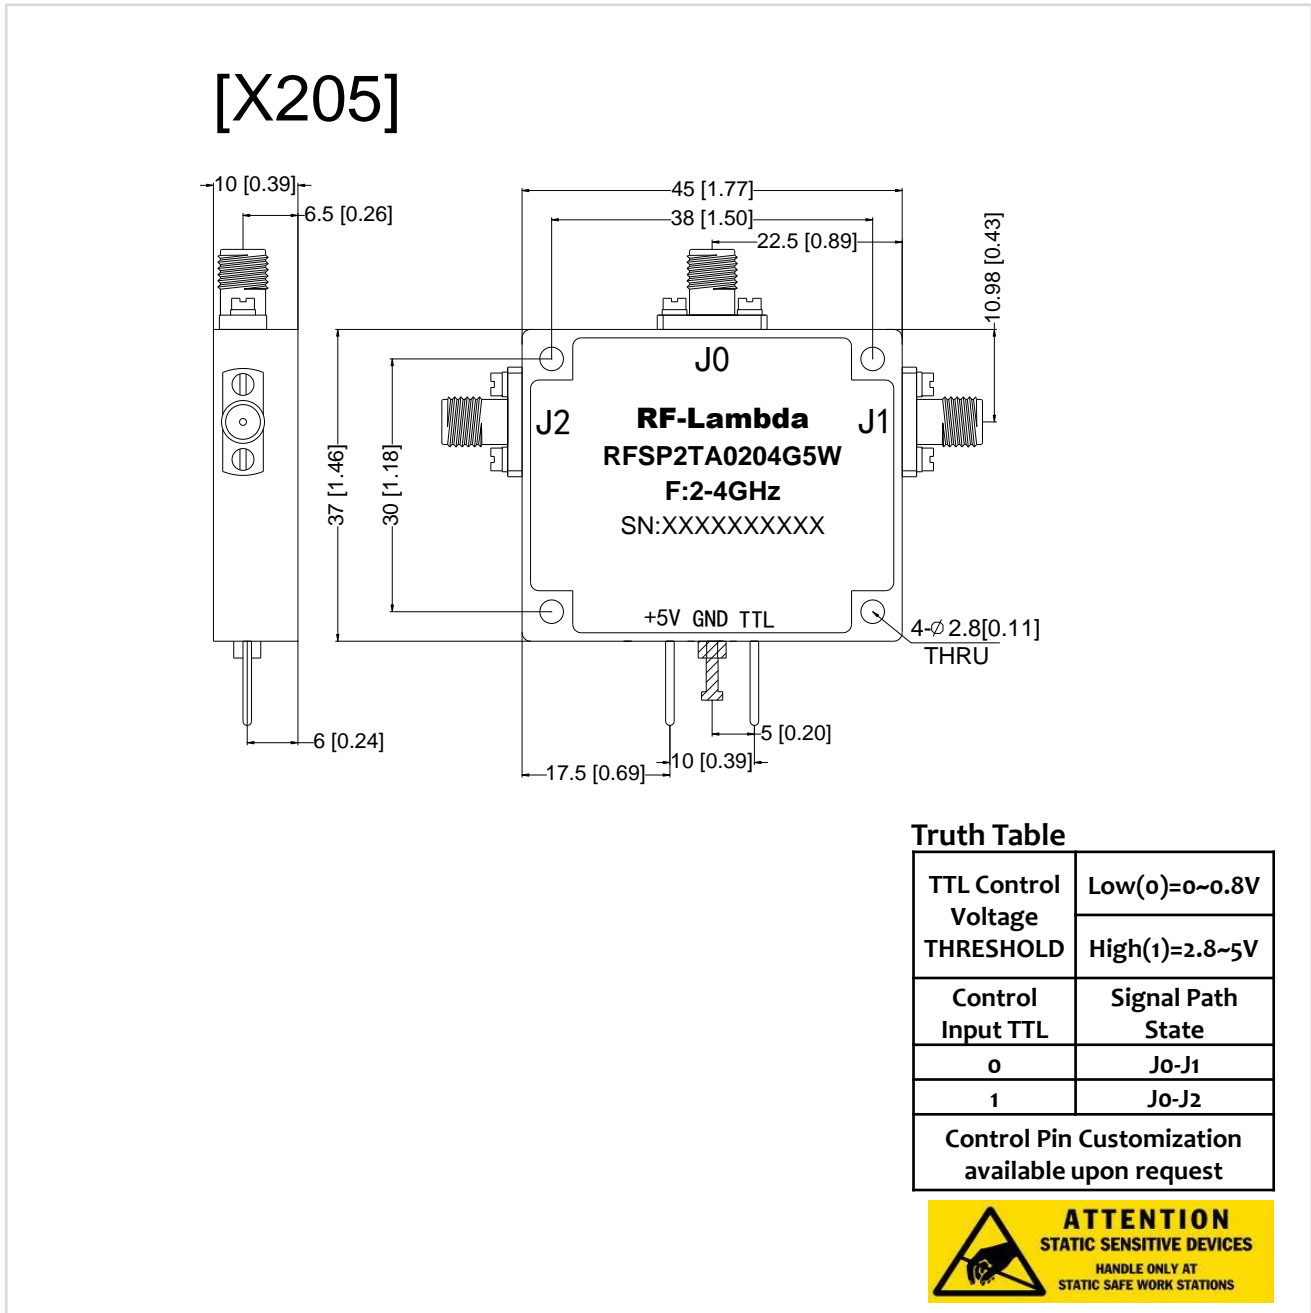 [X205]
10 [0.39]
6.5 [0.26]
45 [1.77]
38 [1.50]
22.5 [0.89]
10.98 [0.43]
J0
J2
RF-Lambda
J1
RFSP2TA0204G5W
F:2-4GHz
SN:XXXXXXXXXX
37 [1.46]
30 [1.18]
+5V GND TTL
4-Ø 2.8[0.11]
THRU
6 [0.24]
5 [0.20]
10 [0.39]
17.5 [0.69]
Truth Table
TTL Control
Voltage
THRESHOLD
Low(0)=0~0.8V
High(1)=2.8~5V
Control
Input TTL
Signal Path
State
0
J0-J1
1
J0-J2
Control Pin Customization
available upon request
ATTENTION
STATIC SENSITIVE DEVICES
HANDLE ONLY AT
STATIC SAFE WORK STATIONS